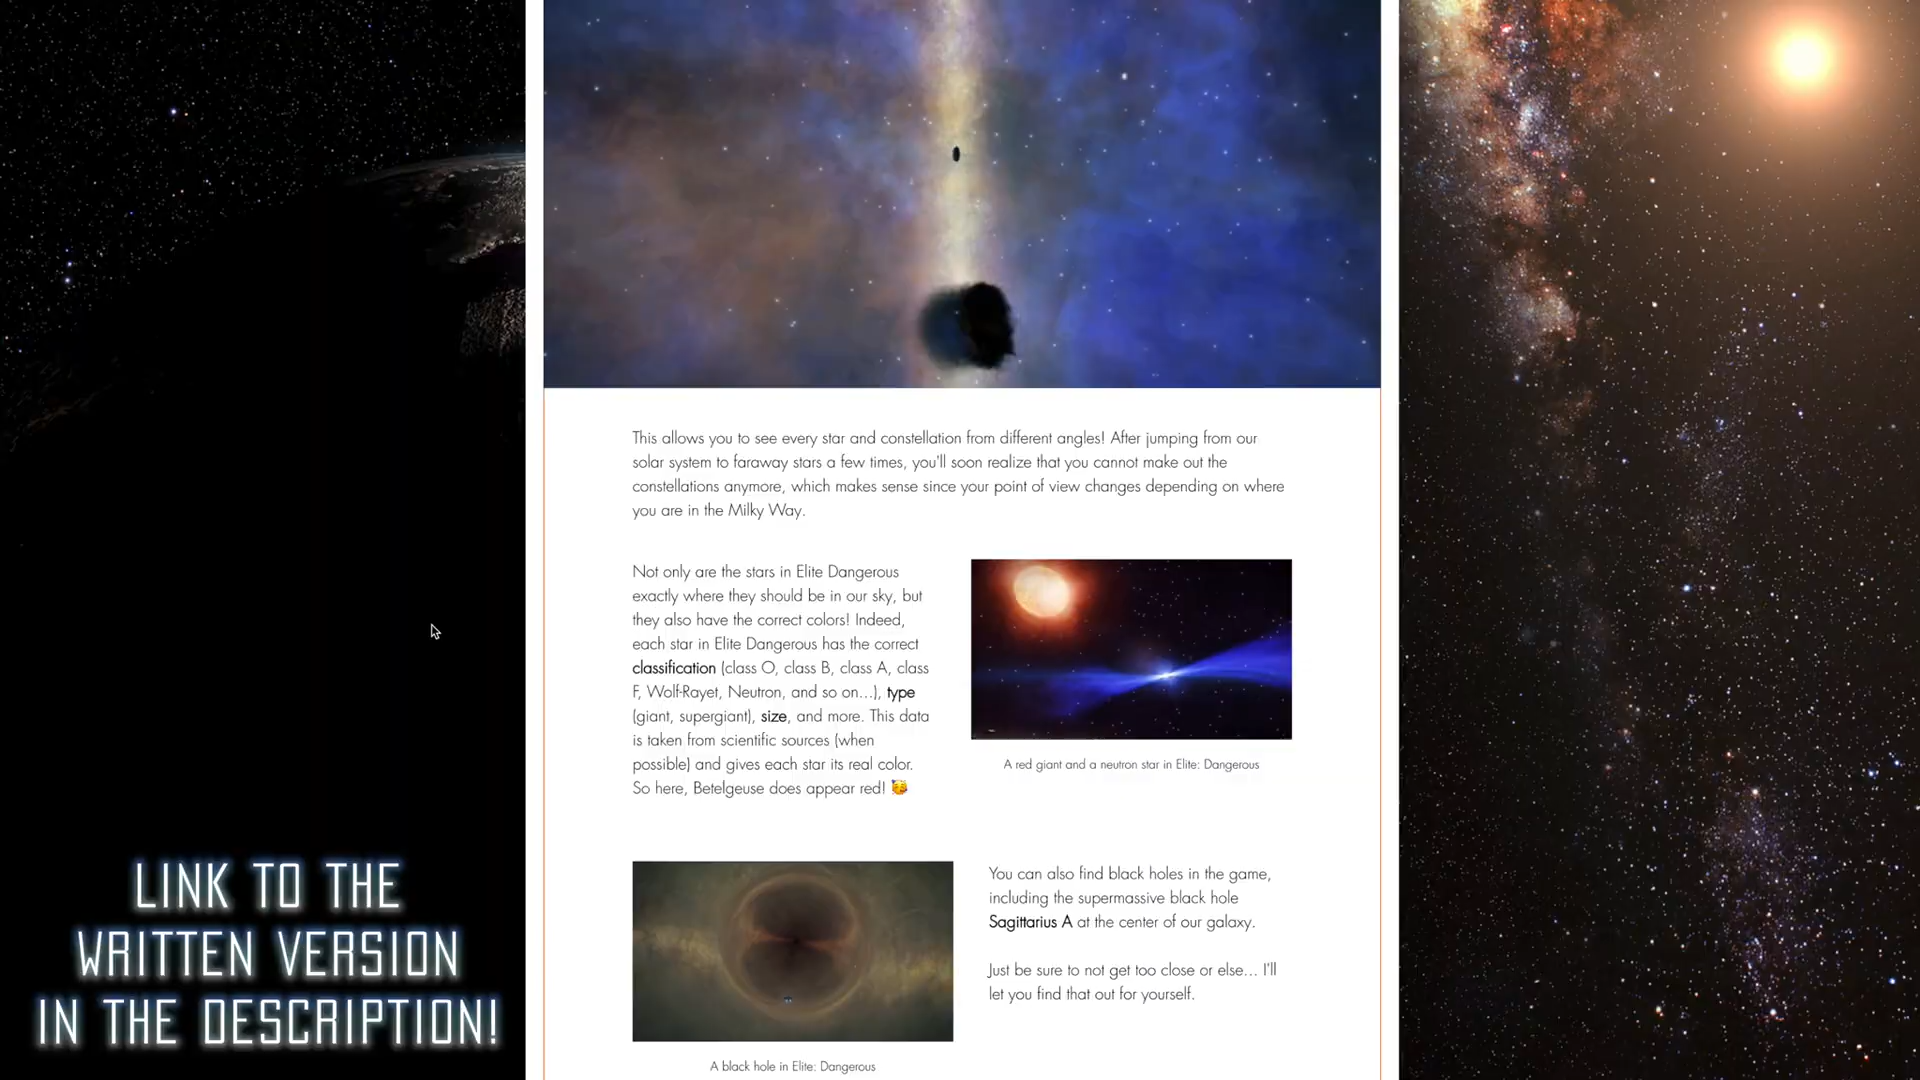 This allows you to see every star and constellation from different angles! After jumping from our
solar system to faraway stars a few times, you'll soon realize that you cannot make out the
constellations anymore, which makes sense since your point of view changes depending on where
you are in the Milky Way.
Not only are the stars in Elite Dangerous
exactly where they should be in our sky, but
they also have the correct colors! Indeed,
each star in Elite Dangerous has the correct
classification (class O, class B, class A, class
F, Wolf-Rayet, Neutron, and so on...), type
(giant, supergiant), size, and more. This data
is taken from scientific sources (when
possible) and gives each star its real color.
So here, Betelgeuse does appear red! 🥳
A red giant and a neutron star in Elite: Dangerous
You can also find black holes in the game,
including the supermassive black hole
Sagittarius A at the center of our galaxy.
Just be sure to not get too close or else... I'll
let you find that out for yourself.
A black hole in Elite: Dangerous
LINK TO THE
WRITTEN VERSION
IN THE DESCRIPTION!